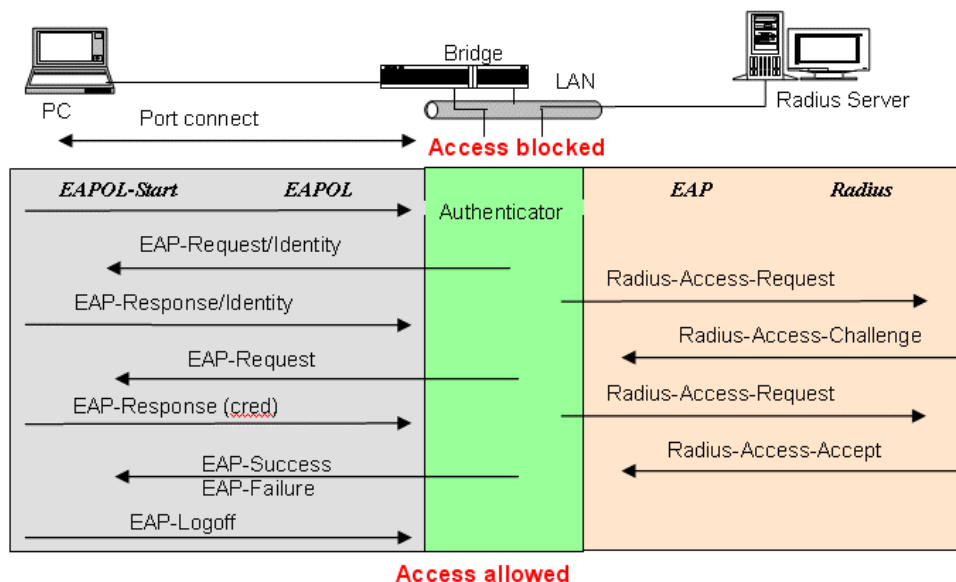 Bridge
LAN
PC
Radius Server
Port connect
Access blocked
EAPOL-Start EAPOL
Authenticator
EAP Radius
EAP-Request/Identity
Radius-Access-Request
EAP-Response/Identity
Radius-Access-Challenge
EAP-Request
Radius-Access-Request
EAP-Response (cred)
Radius-Access-Accept
EAP-Success
EAP-Failure
EAP-Logoff
Access allowed